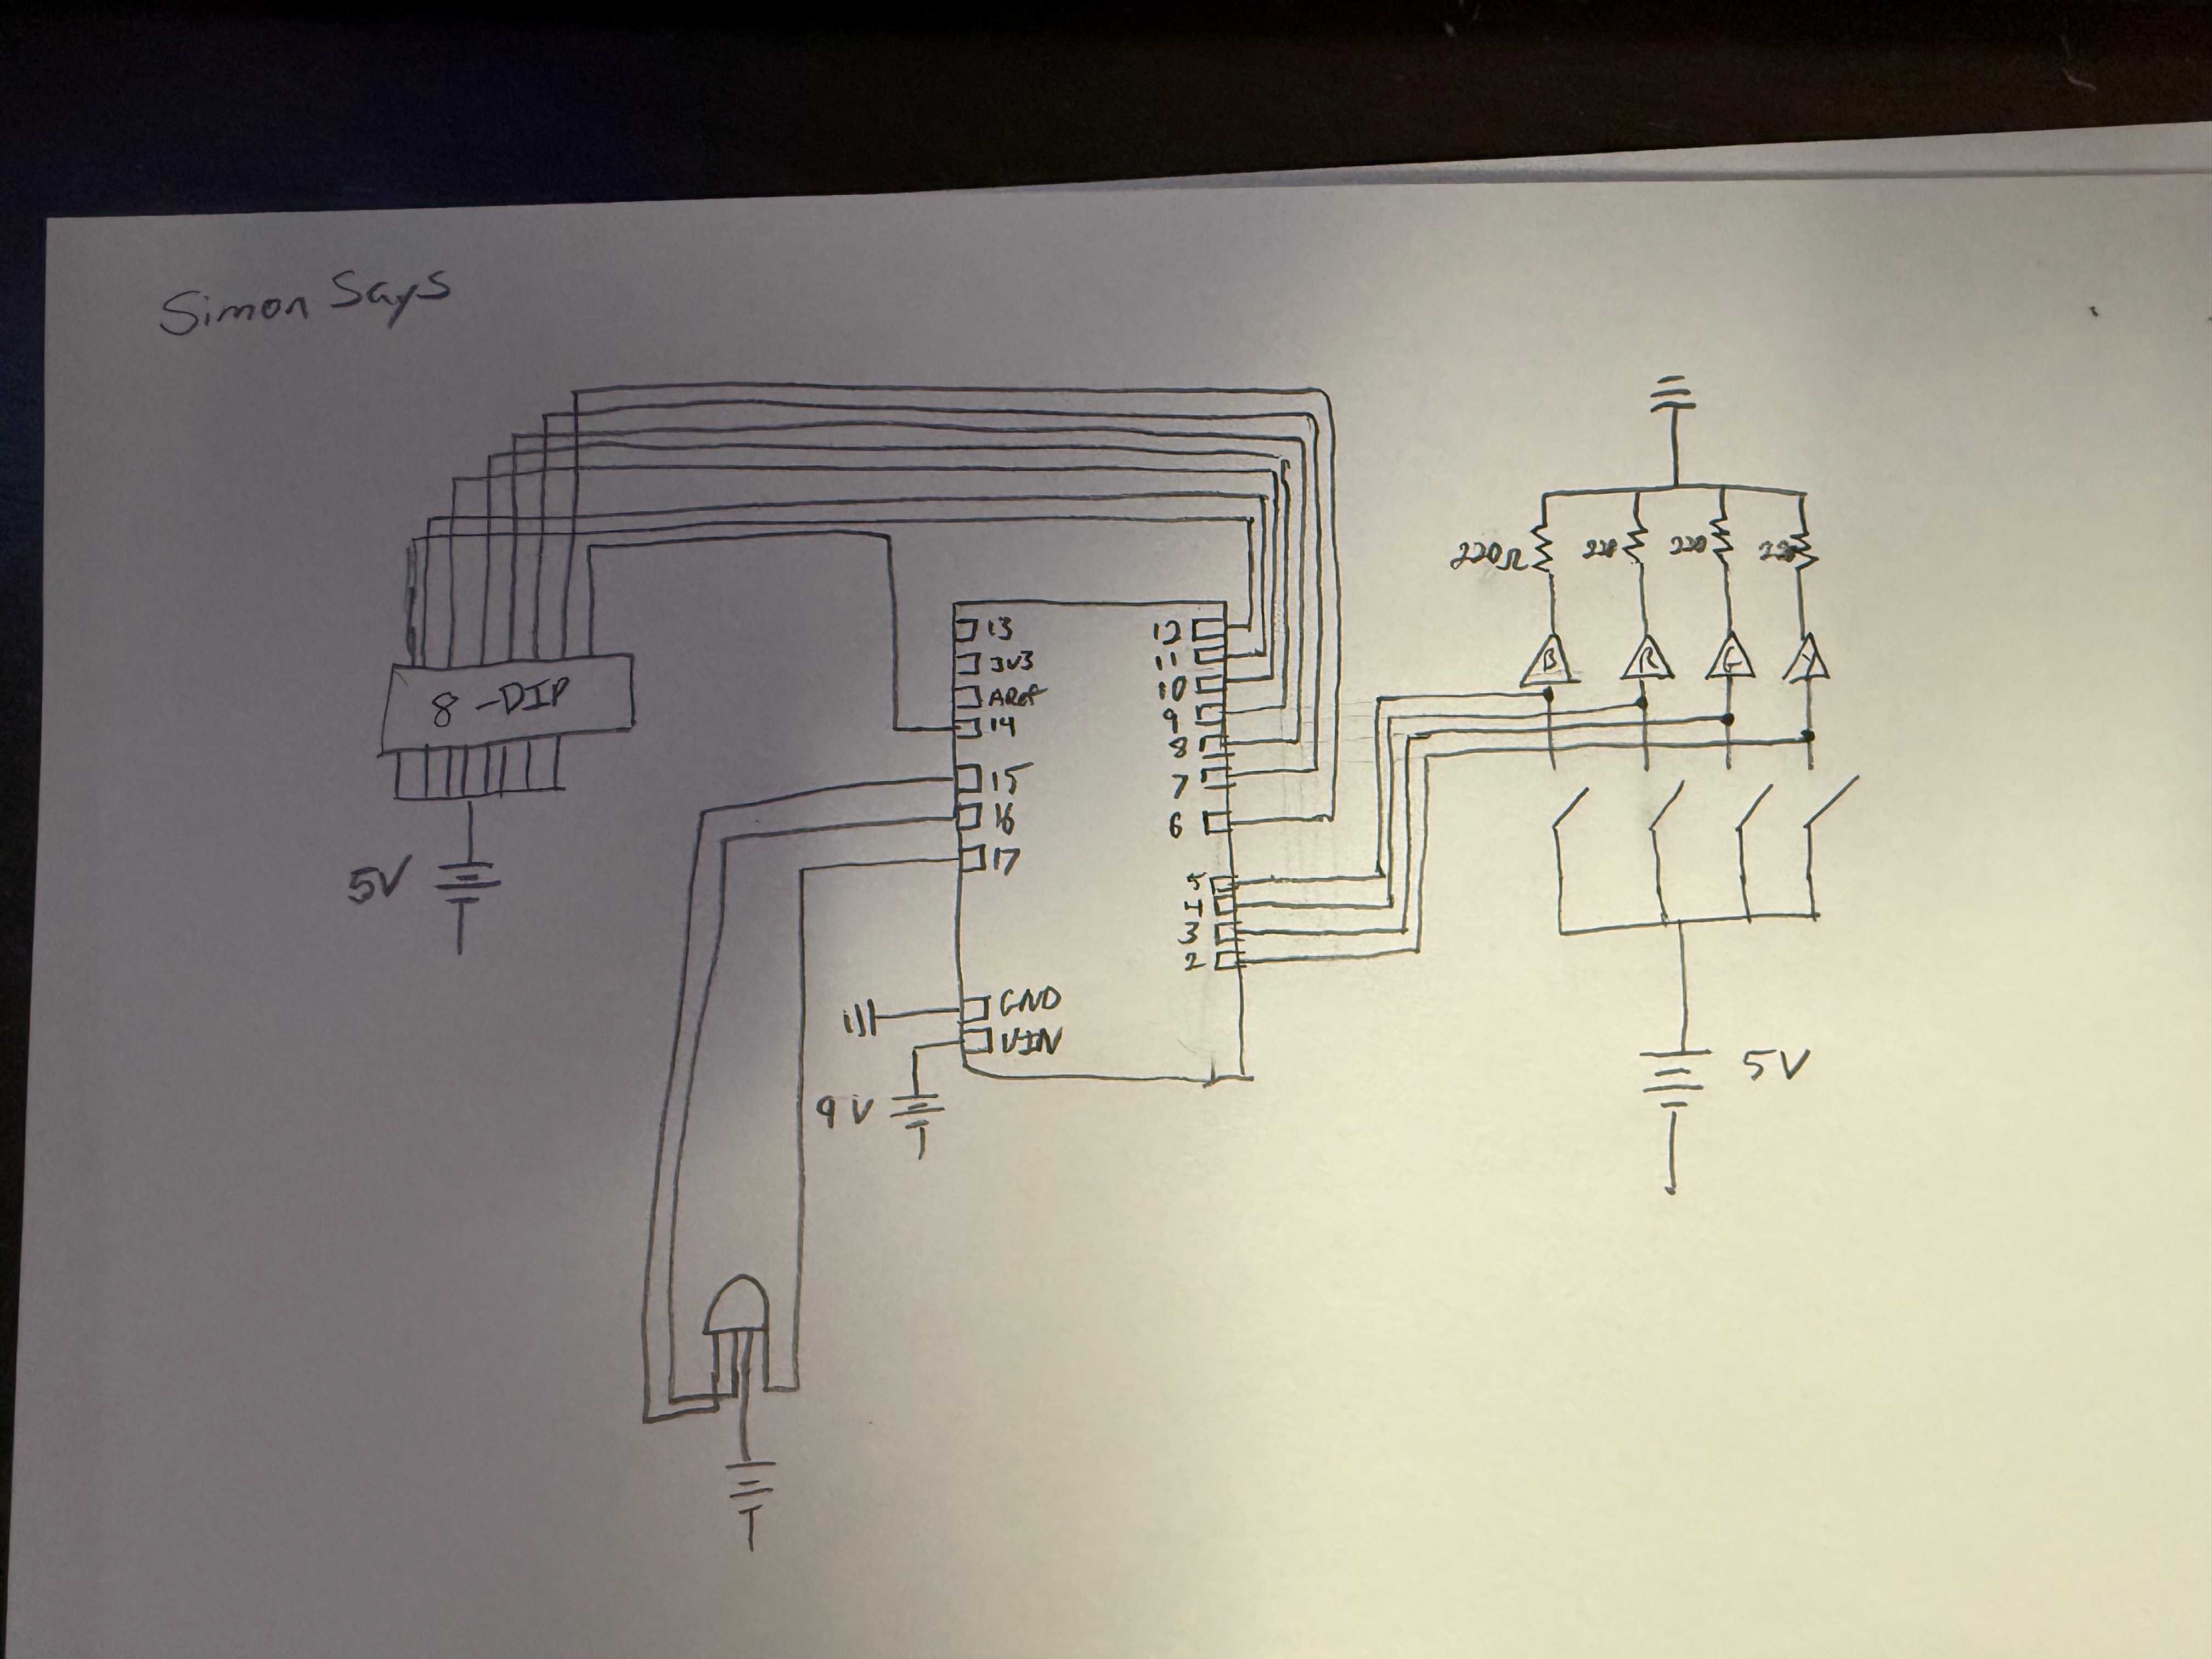 Simon Says
220Ω 220 220 220
13 12
3V3 11
ARef 10
14 9
8
15 7
16 6
17
5
4
3
2
GND
VIN
8-DIP
5V
9V
B R G Y
5V